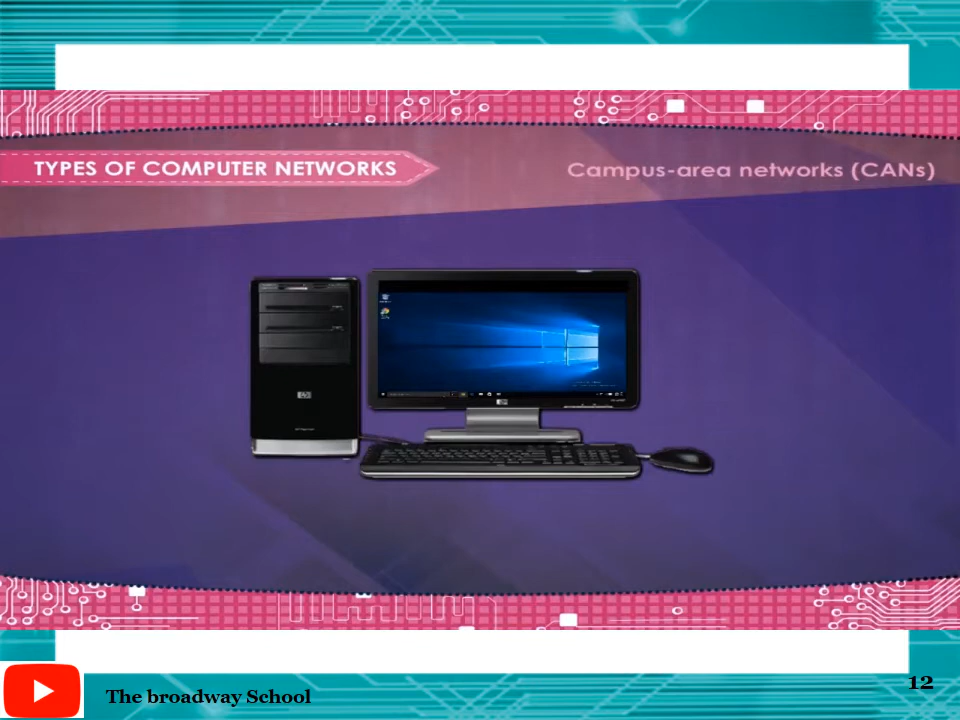 TYPES OF COMPUTER NETWORKS
Campus-area networks (CANs)
The broadway School
12